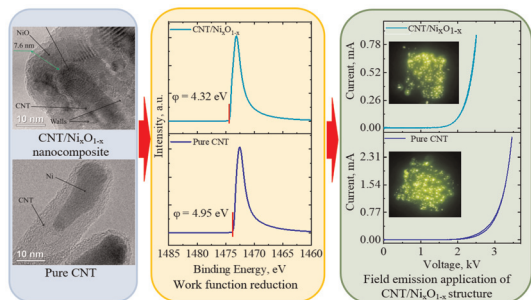 NiO
7.6 nm
CNT
Walls
10 nm
CNT/NiₓO₁₋ₓ
nanocomposite
Ni
CNT
10 nm
Pure CNT
CNT/NiₓO₁₋ₓ
φ = 4.32 eV
Intensity, a.u.
Pure CNT
φ = 4.95 eV
1485 1480 1475 1470 1465 1460
Binding Energy, eV
Work function reduction
CNT/NiₓO₁₋ₓ
0.78
0.52
0.26
0.00
Current, mA
Pure CNT
2.31
1.54
0.77
0.00
Current, mA
0 2 3
Voltage, kV
Field emission application of
CNT/NiₓO₁₋ₓ structure